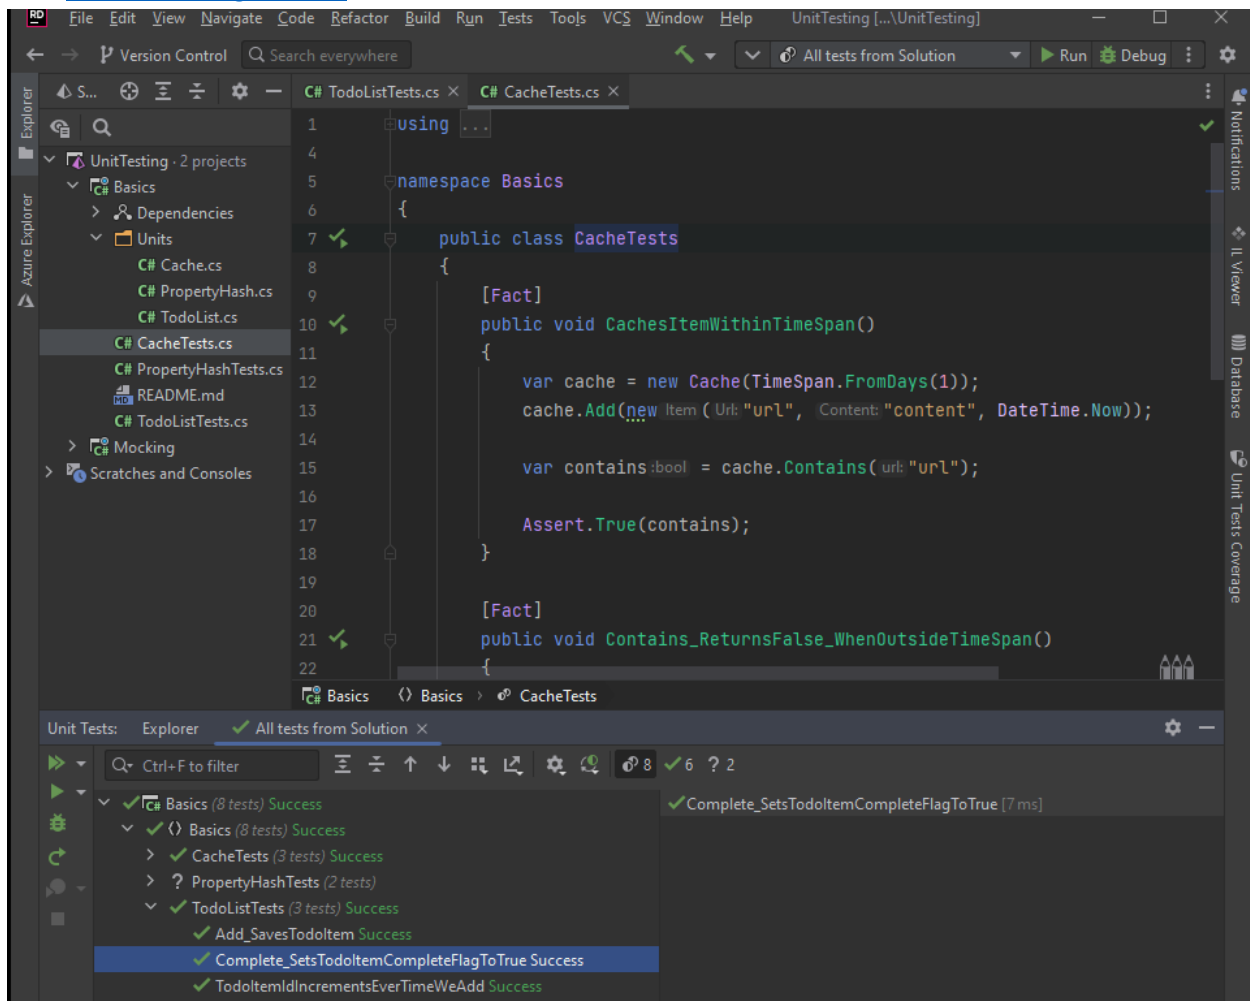 RD File Edit View Navigate Code Refactor Build Run Tests Tools VCS Window Help UnitTesting [...\UnitTesting]
Version Control Search everywhere All tests from Solution Run Debug
Explorer
Azure Explorer
S...
UnitTesting · 2 projects
C# Basics
Dependencies
Units
C# Cache.cs
C# PropertyHash.cs
C# TodoList.cs
C# CacheTests.cs
C# PropertyHashTests.cs
MD README.md
C# TodoListTests.cs
C# Mocking
Scratches and Consoles
C# TodoListTests.cs C# CacheTests.cs
1 using ...
4
5 namespace Basics
6 {
7 public class CacheTests
8 {
9 [Fact]
10 public void CachesItemWithinTimeSpan()
11 {
12 var cache = new Cache(TimeSpan.FromDays(1));
13 cache.Add(new Item ( Url: "url", Content: "content", DateTime.Now));
14
15 var contains :bool = cache.Contains( url: "url");
16
17 Assert.True(contains);
18 }
19
20 [Fact]
21 public void Contains_ReturnsFalse_WhenOutsideTimeSpan()
22 {
C# Basics Basics CacheTests
Notifications
IL Viewer
Database
Unit Tests Coverage
Unit Tests: Explorer All tests from Solution
Ctrl+F to filter 8 6 ? 2
C# Basics (8 tests) Success
Basics (8 tests) Success
CacheTests (3 tests) Success
? PropertyHashTests (2 tests)
TodoListTests (3 tests) Success
Add_SavesTodoItem Success
Complete_SetsTodoItemCompleteFlagToTrue Success
TodoItemIdIncrementsEverTimeWeAdd Success
Complete_SetsTodoItemCompleteFlagToTrue [7 ms]